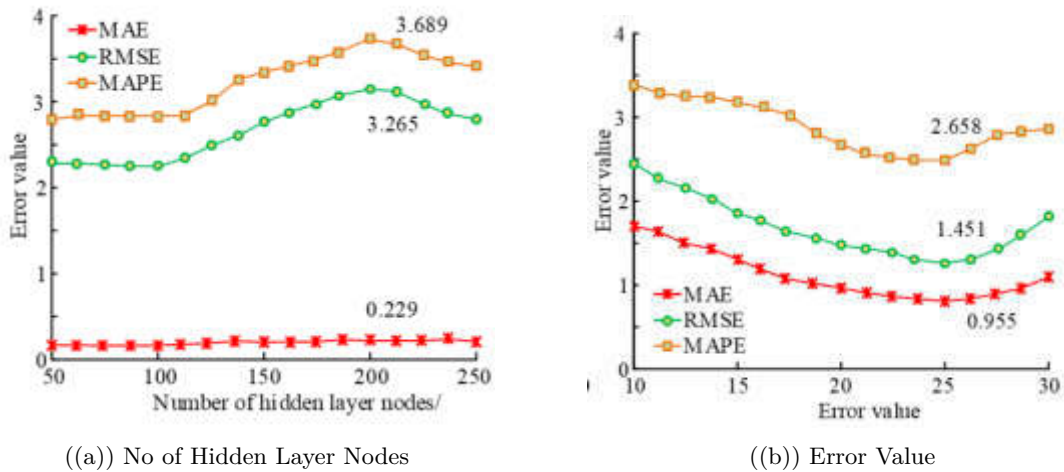 4
3
2
1
0
Error value
MAE
RMSE
MAPE
3.689
3.265
0.229
50 100 150 200 250
Number of hidden layer nodes/
((a)) No of Hidden Layer Nodes
4
3
2
1
0
Error value
2.658
1.451
0.955
MAE
RMSE
MAPE
10 15 20 25 30
Error value
((b)) Error Value